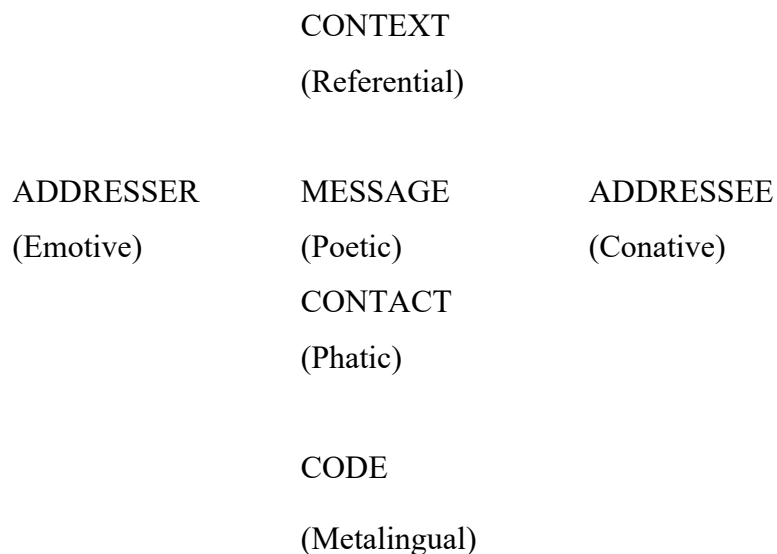 CONTEXT
(Referential)
ADDRESSER MESSAGE ADDRESSEE
(Emotive) (Poetic) (Conative)
CONTACT
(Phatic)
CODE
(Metalingual)